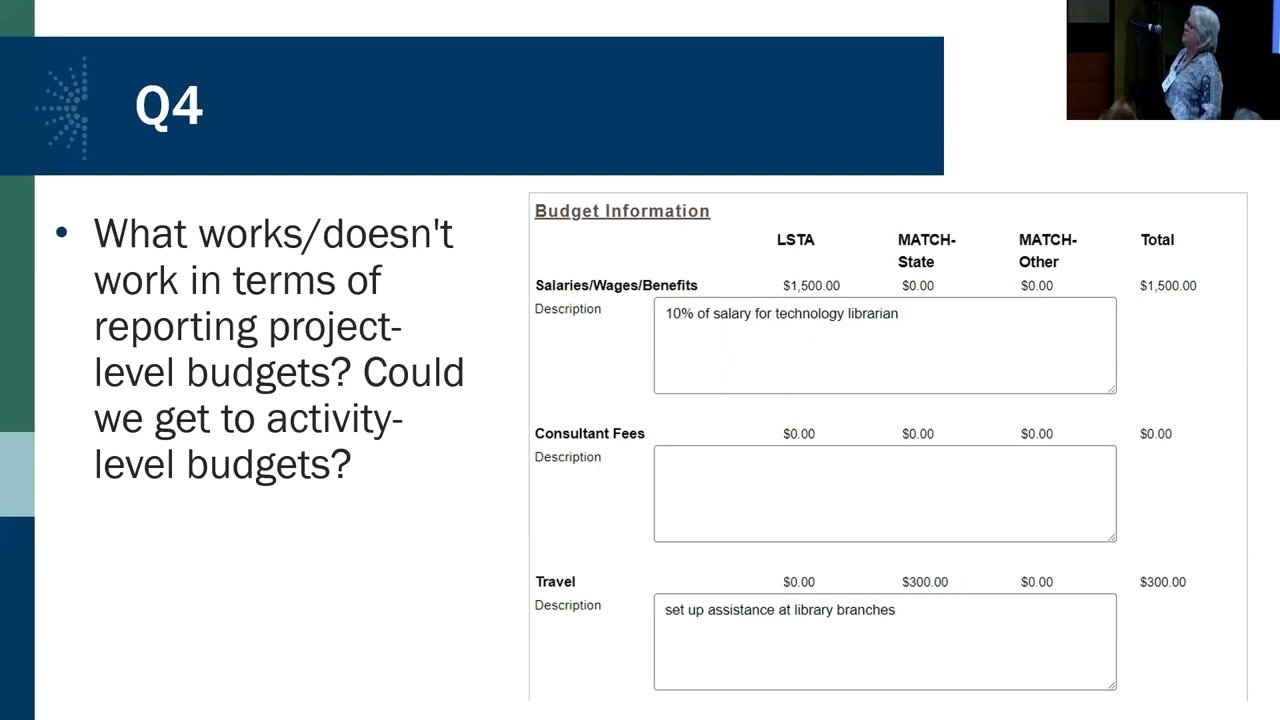 Q4
• What works/doesn't
work in terms of
reporting project-
level budgets? Could
we get to activity-
level budgets?
Budget Information
LSTA MATCH- MATCH- Total
State Other
Salaries/Wages/Benefits $1,500.00 $0.00 $0.00 $1,500.00
Description 10% of salary for technology librarian
Consultant Fees $0.00 $0.00 $0.00 $0.00
Description
Travel $0.00 $300.00 $0.00 $300.00
Description set up assistance at library branches